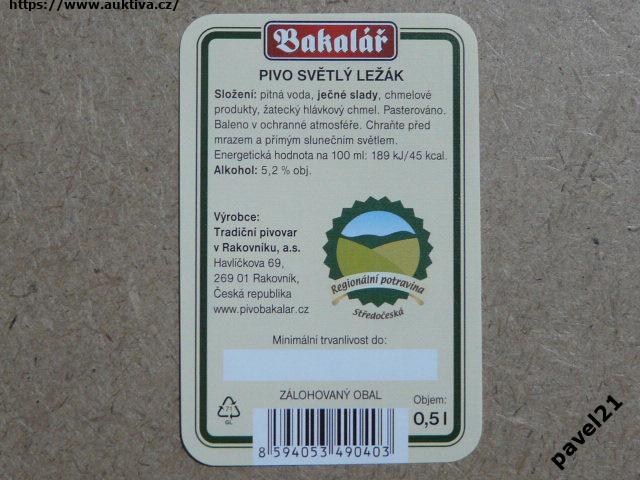 https://www.auktiva.cz/
Bakalář
PIVO SVĚTLÝ LEŽÁK
Složení: pitná voda, ječné slady, chmelové
produkty, žatecký hlávkový chmel. Pasterováno.
Baleno v ochranné atmosféře. Chraňte před
mrazem a přímým slunečním světlem.
Energetická hodnota na 100 ml: 189 kJ/45 kcal.
Alkohol: 5,2 % obj.
Výrobce:
Tradiční pivovar
v Rakovníku, a.s.
Havlíčkova 69,
269 01 Rakovník,
Česká republika
www.pivobakalar.cz
Regionální potravina
Středočeská
Minimální trvanlivost do:
ZÁLOHOVANÝ OBAL
Objem:
0,5 l
71
GL
8 594053 490403
pavel21